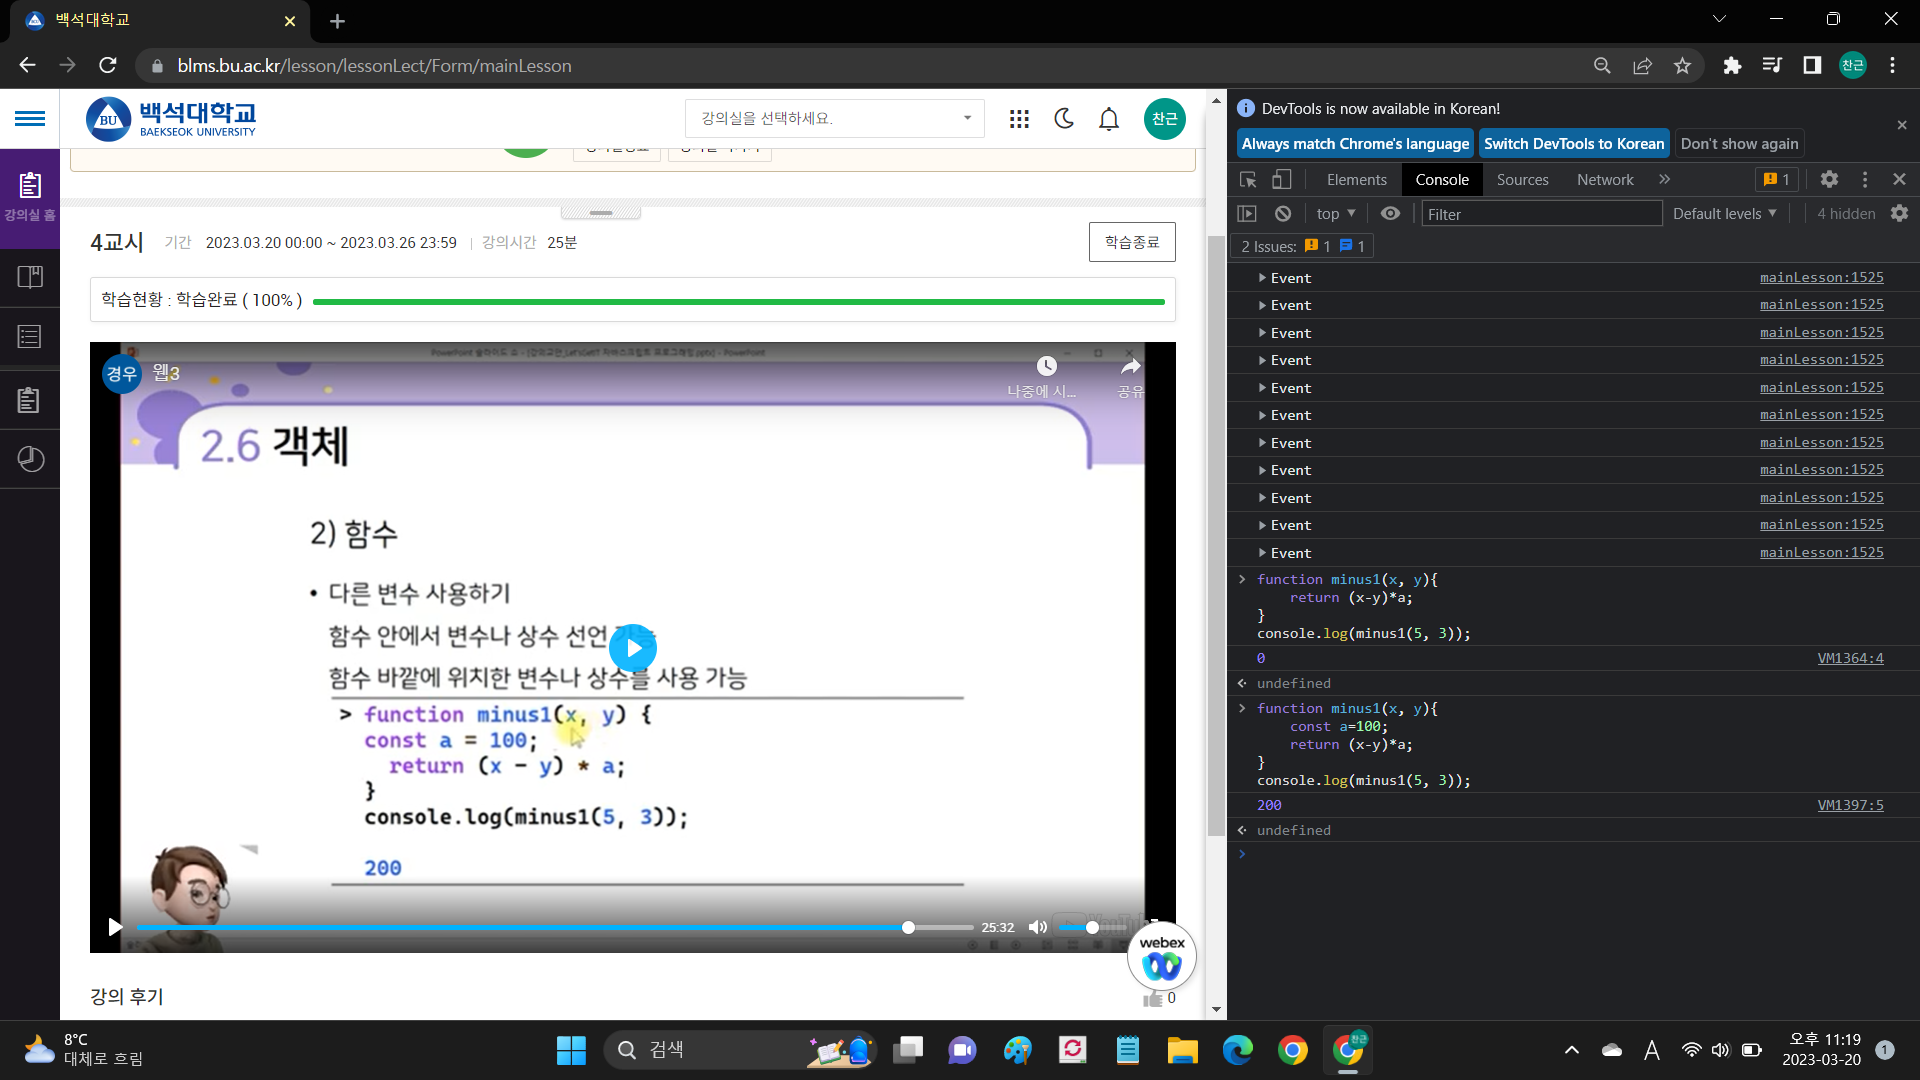 백석대학교
blms.bu.ac.kr/lesson/lessonLect/Form/mainLesson
찬근
BU
백석대학교
BAEKSEOK UNIVERSITY
강의실을 선택하세요.
찬근
강의실 홈
4교시 기간 2023.03.20 00:00 ~ 2023.03.26 23:59 강의시간 25분
학습종료
학습현황 : 학습완료 ( 100% )
경우 웹3
나중에 시...
공유
2.6 객체
2) 함수
• 다른 변수 사용하기
함수 안에서 변수나 상수 선언 가능
함수 바깥에 위치한 변수나 상수를 사용 가능
> function minus1(x, y) {
const a = 100;
return (x - y) * a;
}
console.log(minus1(5, 3));
200
25:32
webex
강의 후기
0
DevTools is now available in Korean!
Always match Chrome's language
Switch DevTools to Korean
Don't show again
Elements
Console
Sources
Network
1
top
Filter
Default levels
4 hidden
2 Issues: 1 1
Event mainLesson:1525
Event mainLesson:1525
Event mainLesson:1525
Event mainLesson:1525
Event mainLesson:1525
Event mainLesson:1525
Event mainLesson:1525
Event mainLesson:1525
Event mainLesson:1525
Event mainLesson:1525
Event mainLesson:1525
function minus1(x, y){
return (x-y)*a;
}
console.log(minus1(5, 3));
0 VM1364:4
undefined
function minus1(x, y){
const a=100;
return (x-y)*a;
}
console.log(minus1(5, 3));
200 VM1397:5
undefined
8°C
대체로 흐림
검색
찬근
A
오후 11:19
2023-03-20
1